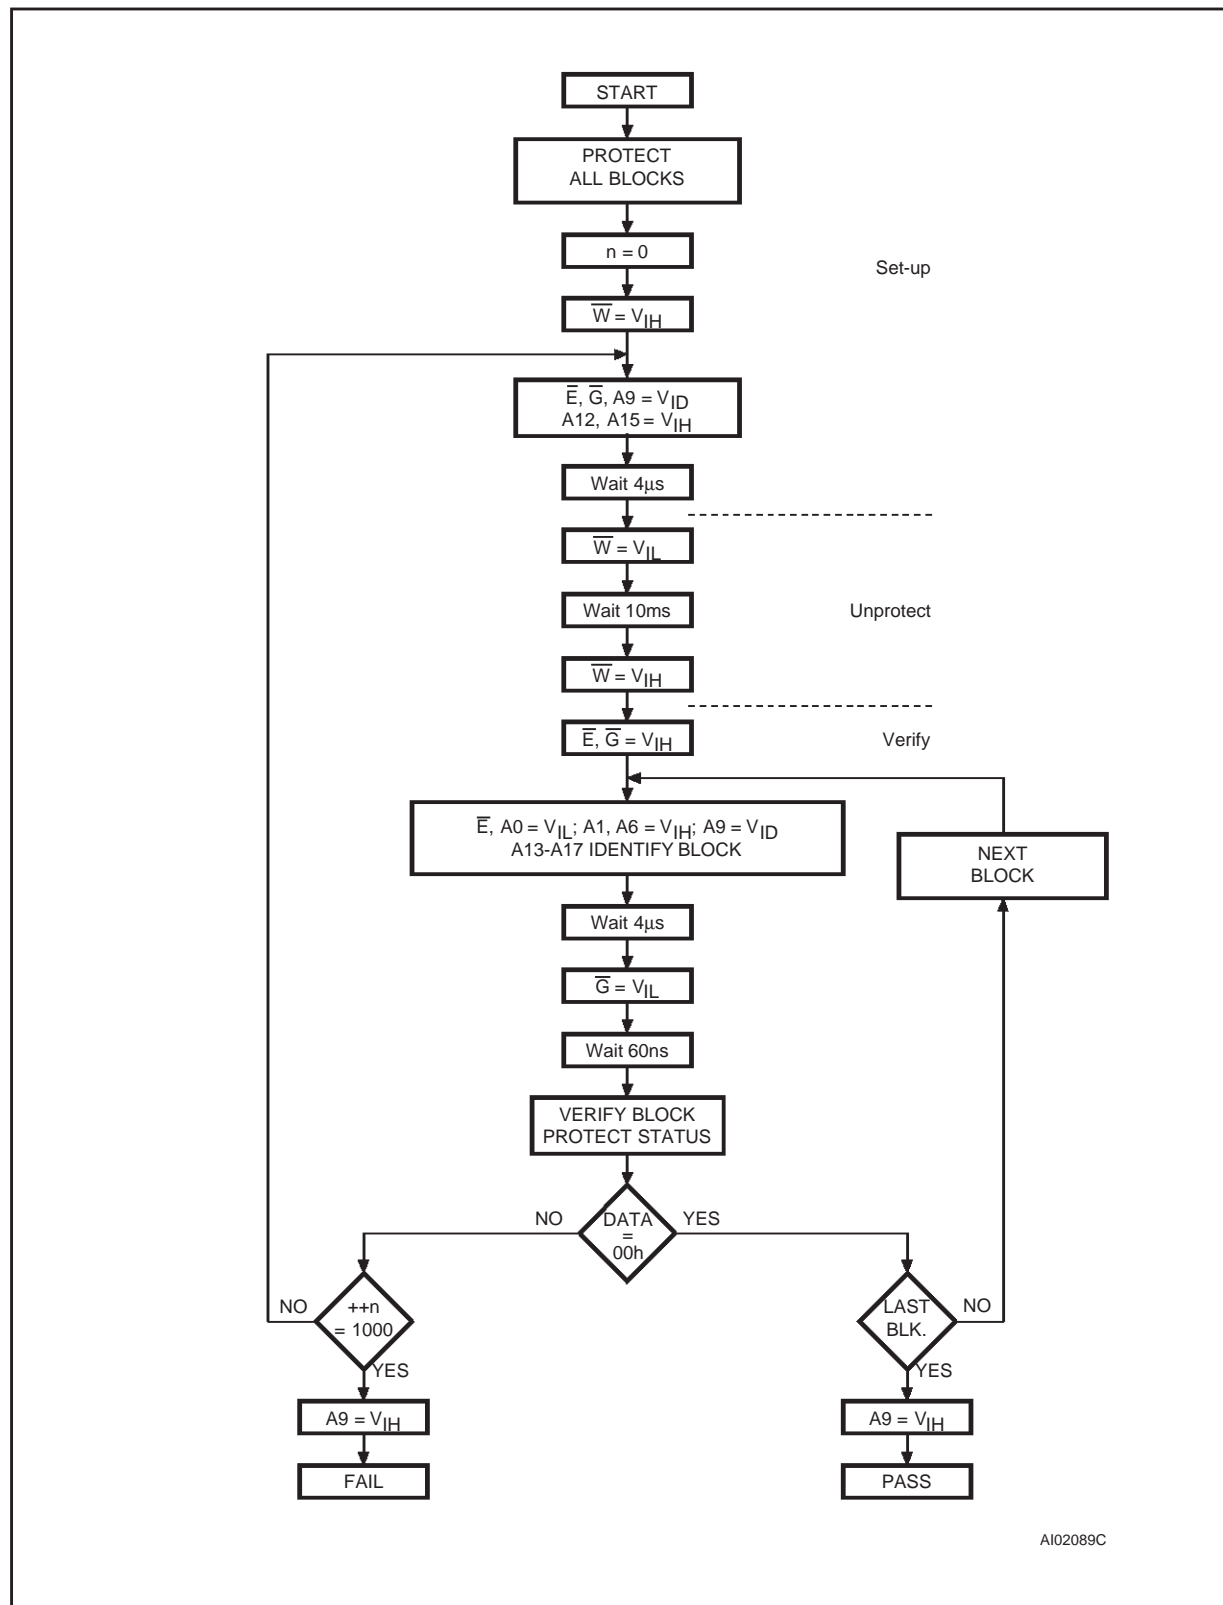 START
PROTECT
ALL BLOCKS
n = 0
Set-up
W̅ = VIH
E̅, G̅, A9 = VID
A12, A15 = VIH
Wait 4µs
W̅ = VIL
Wait 10ms
Unprotect
W̅ = VIH
E̅, G̅ = VIH
Verify
E̅, A0 = VIL; A1, A6 = VIH; A9 = VID
A13-A17 IDENTIFY BLOCK
NEXT
BLOCK
Wait 4µs
G̅ = VIL
Wait 60ns
VERIFY BLOCK
PROTECT STATUS
NO
DATA
=
00h
YES
NO
++n
= 1000
YES
LAST
BLK.
NO
YES
A9 = VIH
A9 = VIH
FAIL
PASS
AI02089C